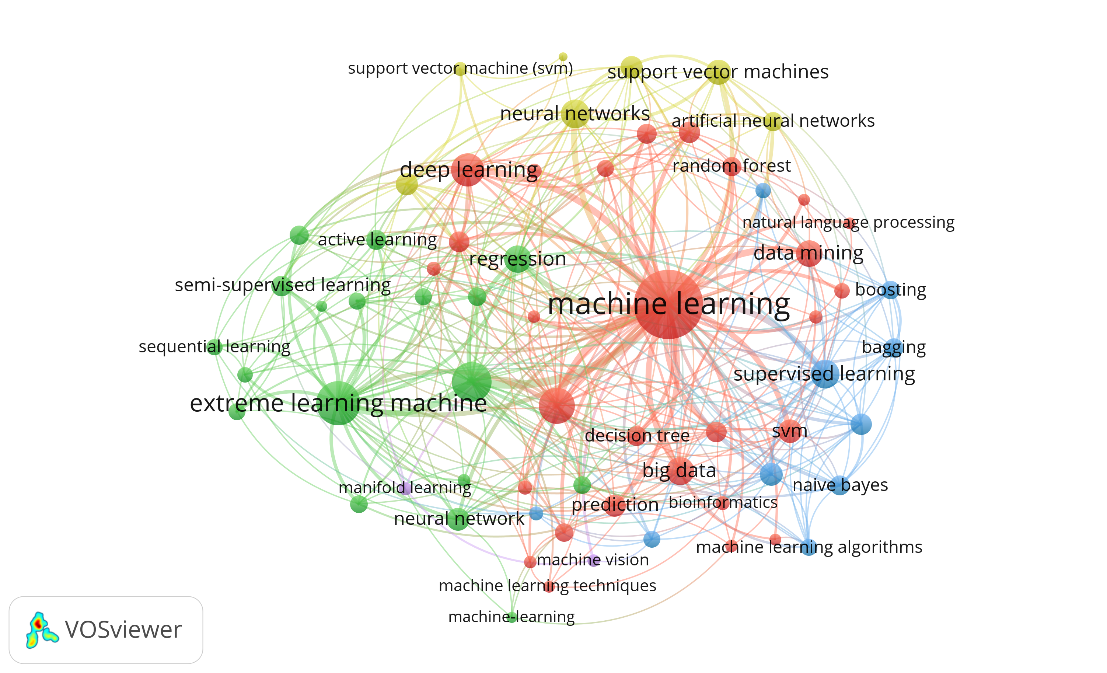 support vector machine (svm)
support vector machines
neural networks
artificial neural networks
deep learning
random forest
natural language processing
active learning
data mining
regression
semi-supervised learning
boosting
machine learning
sequential learning
bagging
supervised learning
extreme learning machine
decision tree
svm
big data
manifold learning
naive bayes
prediction
bioinformatics
neural network
machine learning algorithms
machine vision
machine learning techniques
machine-learning
VOSviewer